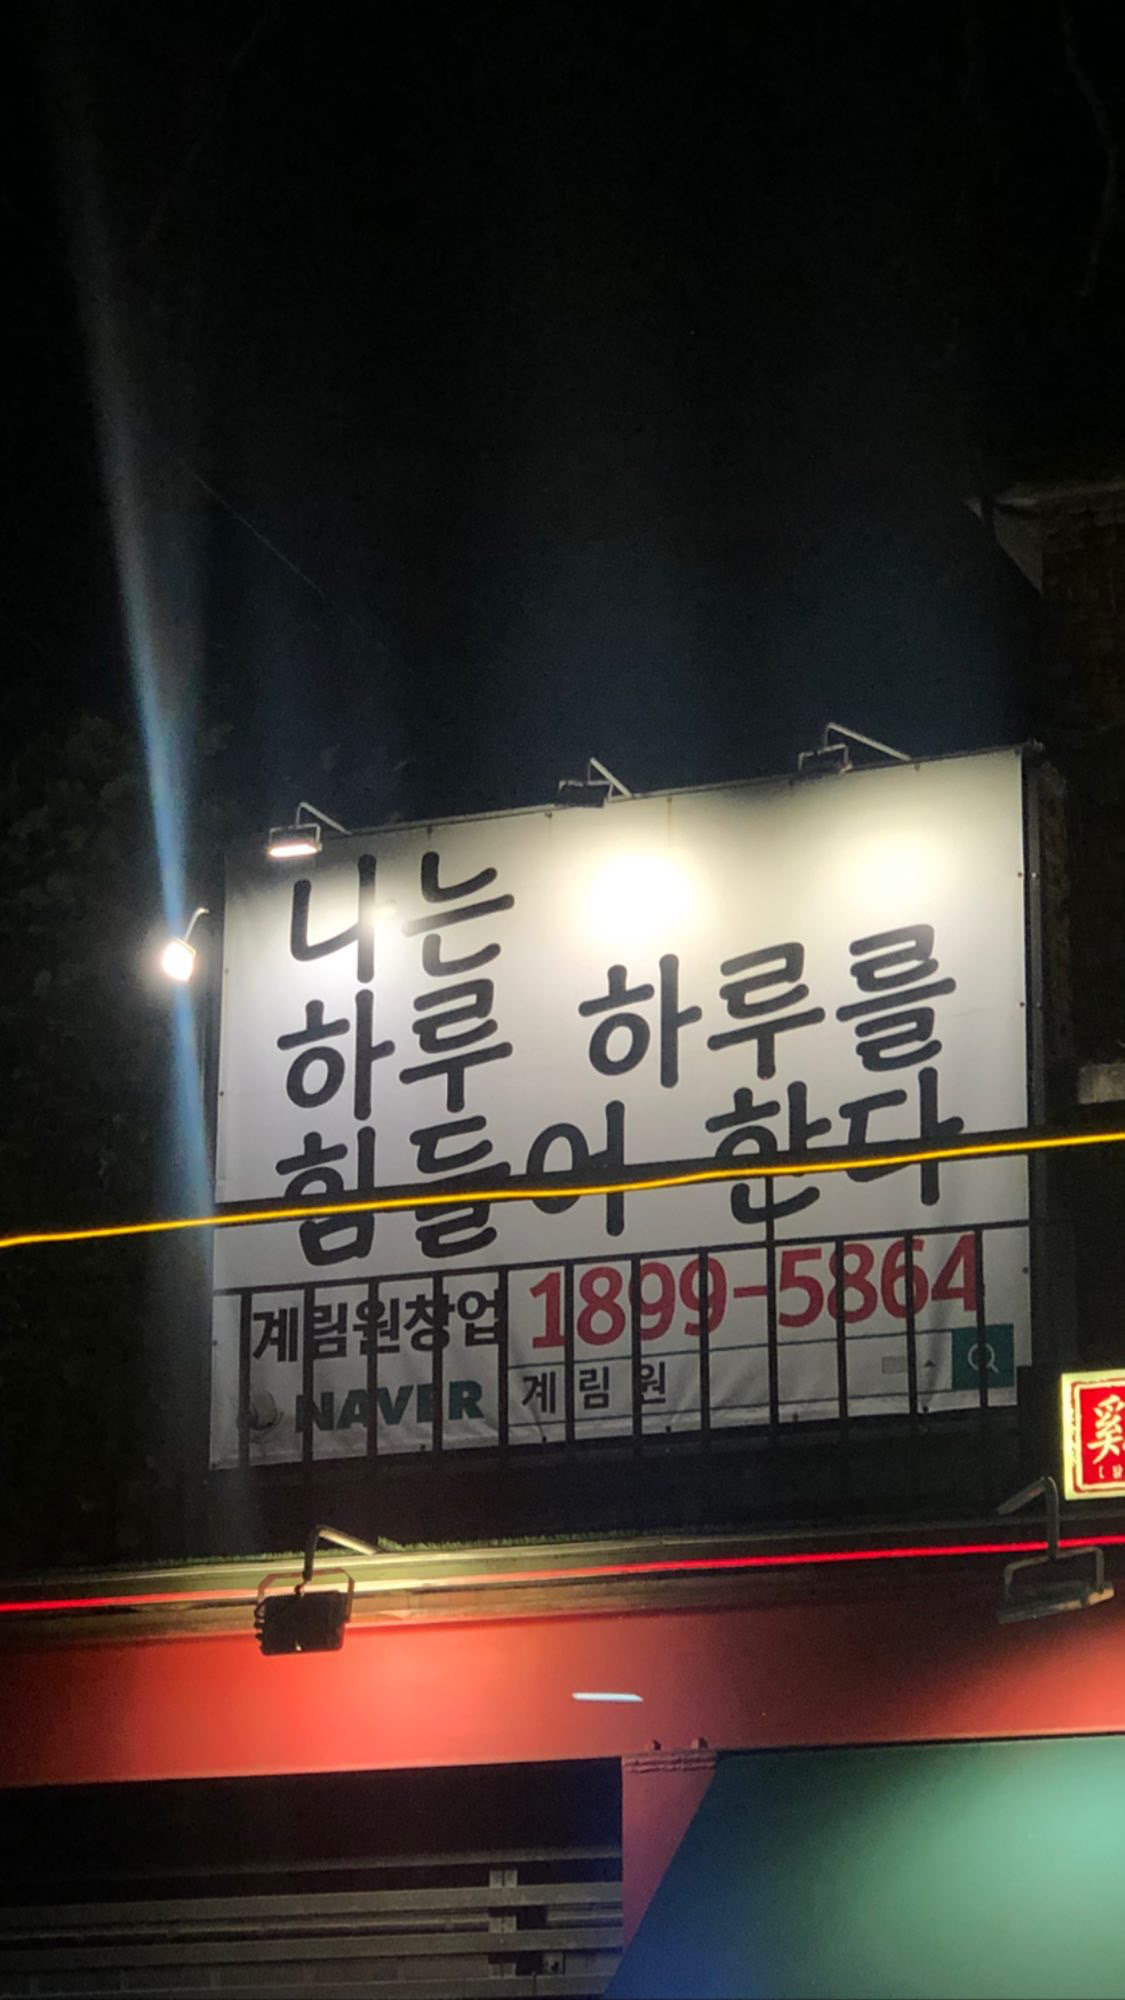 나는
하루 하루를
힘들어 한다
계림원창업 1899-5864
NAVER 계림원